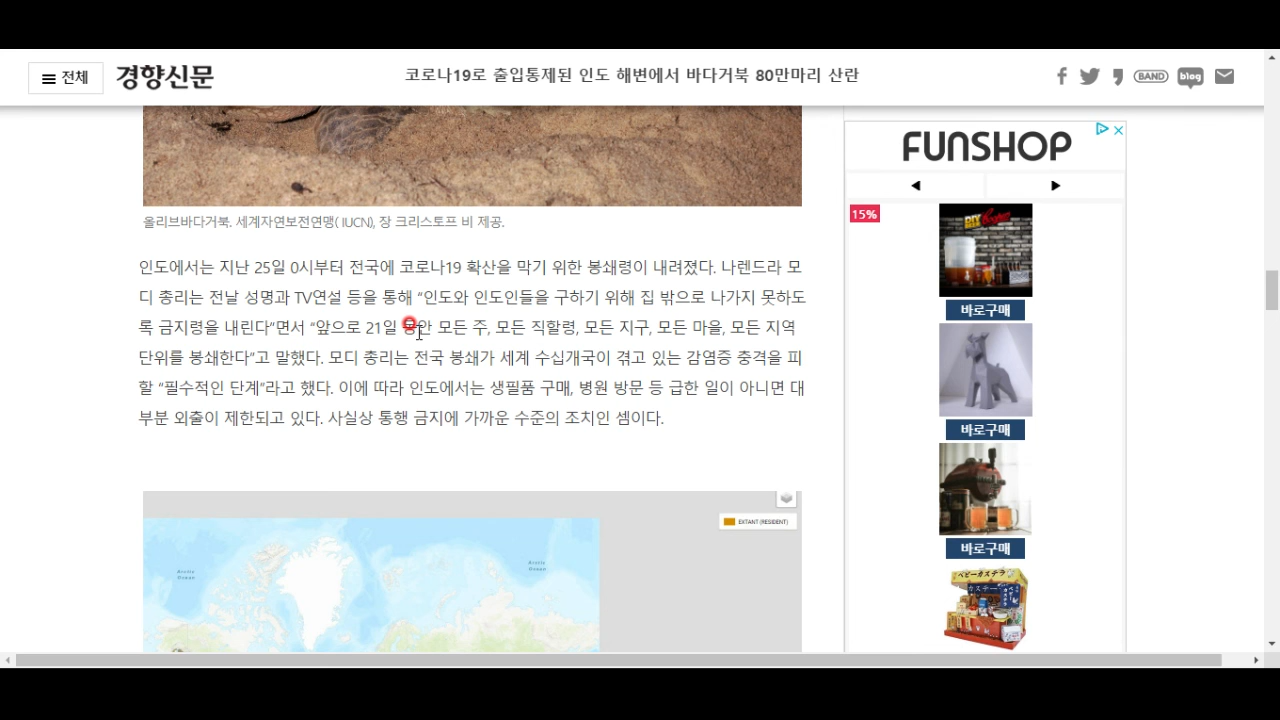 전체
경향신문
코로나19로 출입통제된 인도 해변에서 바다거북 80만마리 산란
BAND
blog
올리브바다거북. 세계자연보전연맹( IUCN), 장 크리스토프 비 제공.
인도에서는 지난 25일 0시부터 전국에 코로나19 확산을 막기 위한 봉쇄령이 내려졌다. 나렌드라 모
디 총리는 전날 성명과 TV연설 등을 통해 “인도와 인도인들을 구하기 위해 집 밖으로 나가지 못하도
록 금지령을 내린다”면서 “앞으로 21일 동안 모든 주, 모든 직할령, 모든 지구, 모든 마을, 모든 지역
단위를 봉쇄한다”고 말했다. 모디 총리는 전국 봉쇄가 세계 수십개국이 겪고 있는 감염증 충격을 피
할 “필수적인 단계”라고 했다. 이에 따라 인도에서는 생필품 구매, 병원 방문 등 급한 일이 아니면 대
부분 외출이 제한되고 있다. 사실상 통행 금지에 가까운 수준의 조치인 셈이다.
EXTANT (RESIDENT)
Arctic
Ocean
Arctic
Ocean
FUNSHOP
15%
DIY
바로구매
바로구매
바로구매
ベビーカステラ